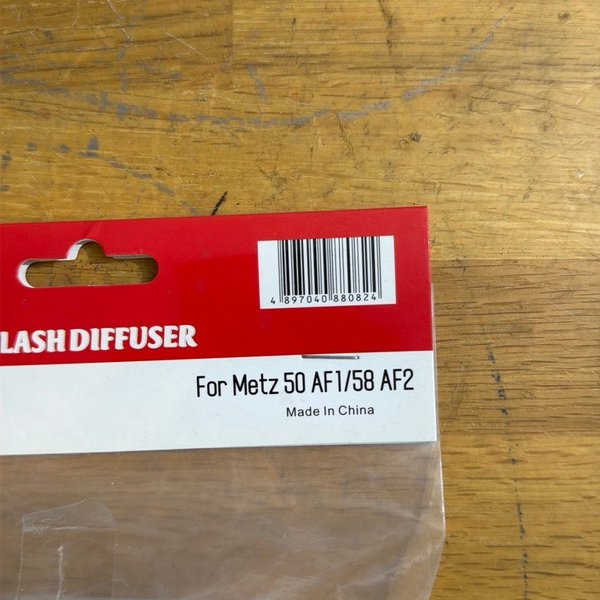 4 897040 880824
LASH DIFFUSER
For Metz 50 AF1/58 AF2
Made In China